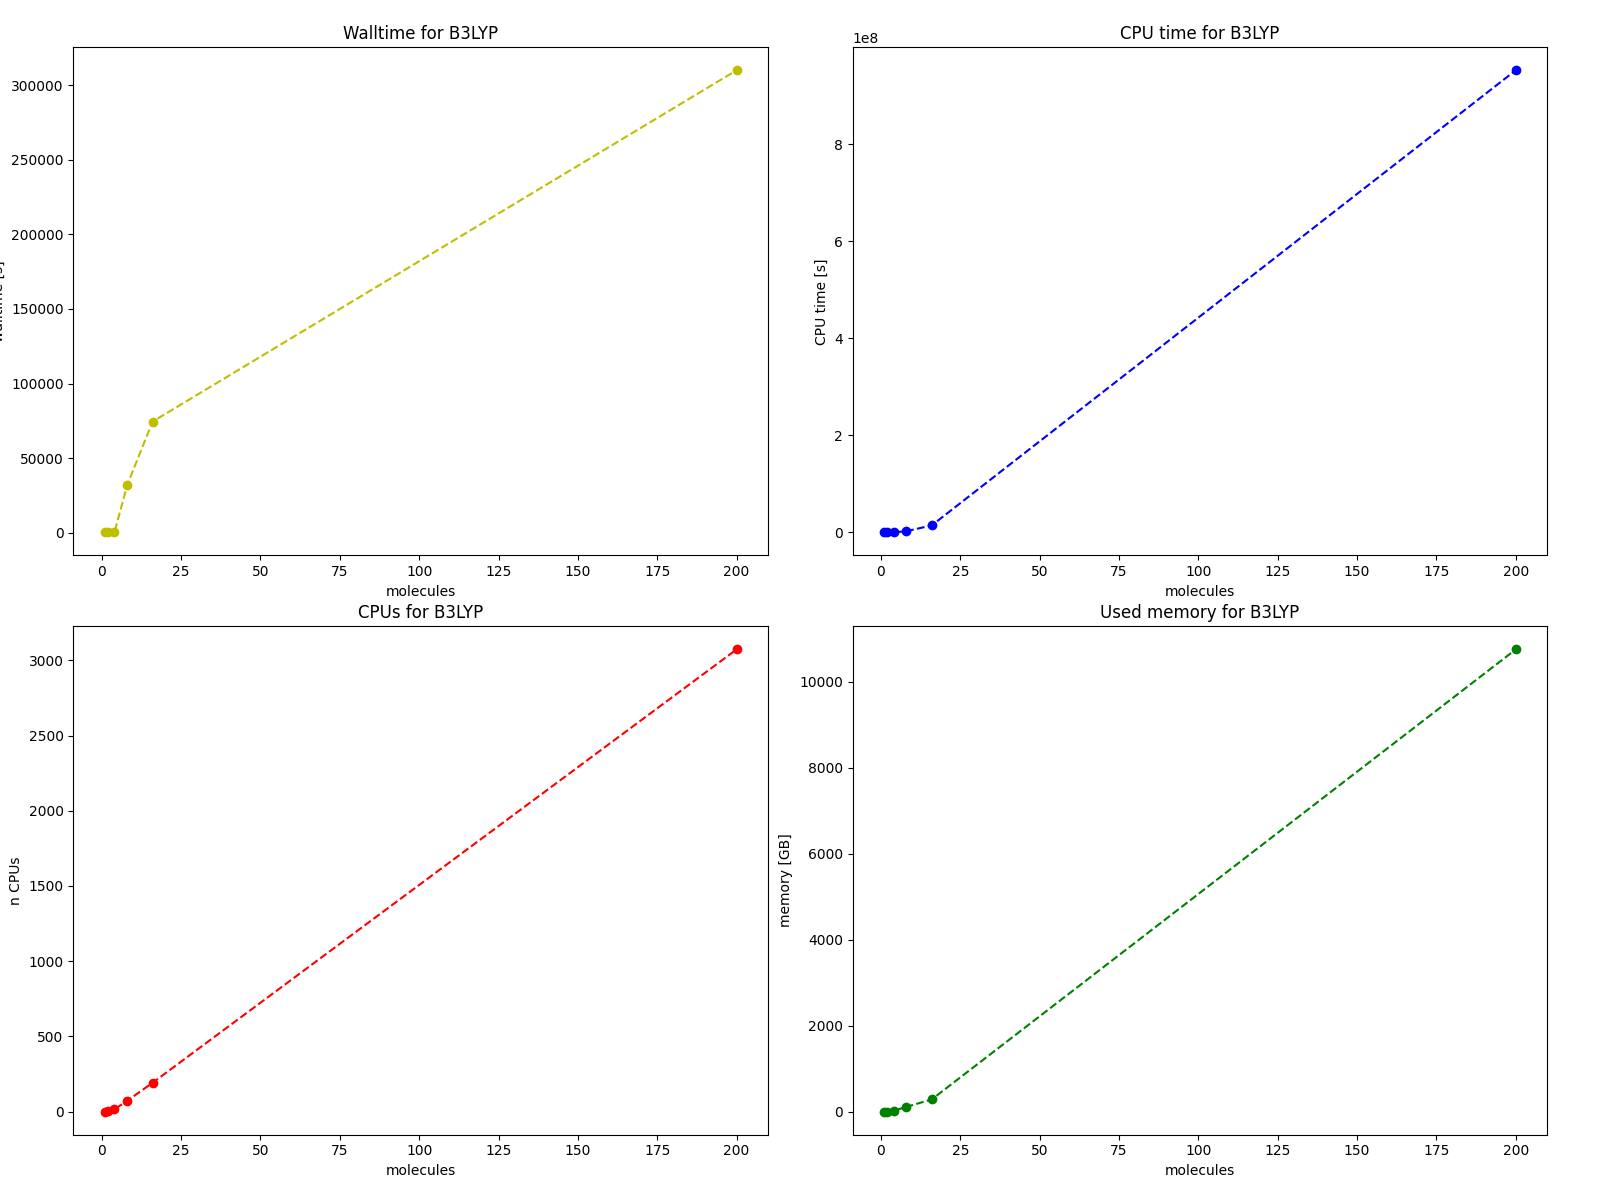 Walltime for B3LYP
300000
250000
200000
150000
100000
50000
0
0 25 50 75 100 125 150 175 200
molecules
CPU time for B3LYP
1e8
CPU time [s]
8
6
4
2
0
0 25 50 75 100 125 150 175 200
molecules
CPUs for B3LYP
n CPUs
3000
2500
2000
1500
1000
500
0
0 25 50 75 100 125 150 175 200
molecules
Used memory for B3LYP
memory [GB]
10000
8000
6000
4000
2000
0
0 25 50 75 100 125 150 175 200
molecules